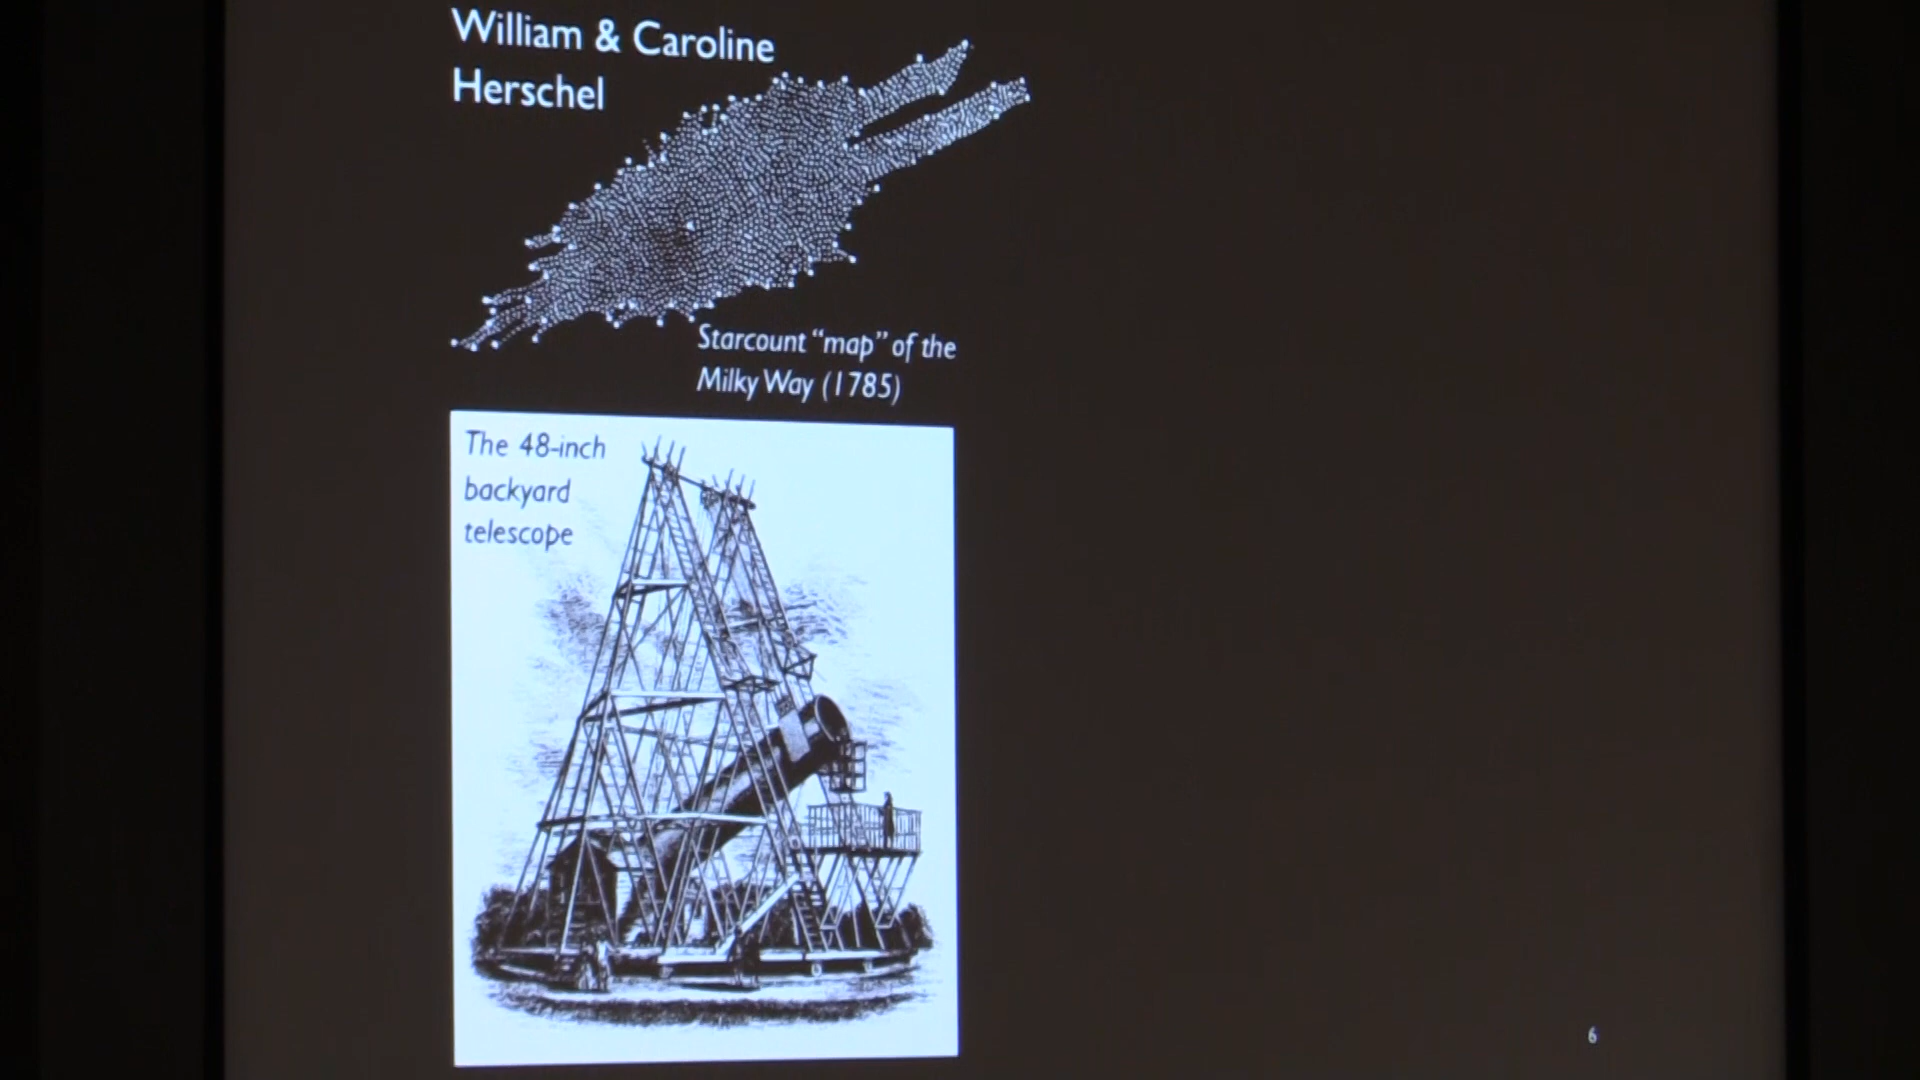 William & Caroline
Herschel
Starcount “map” of the
Milky Way (1785)
The 48-inch
backyard
telescope
6